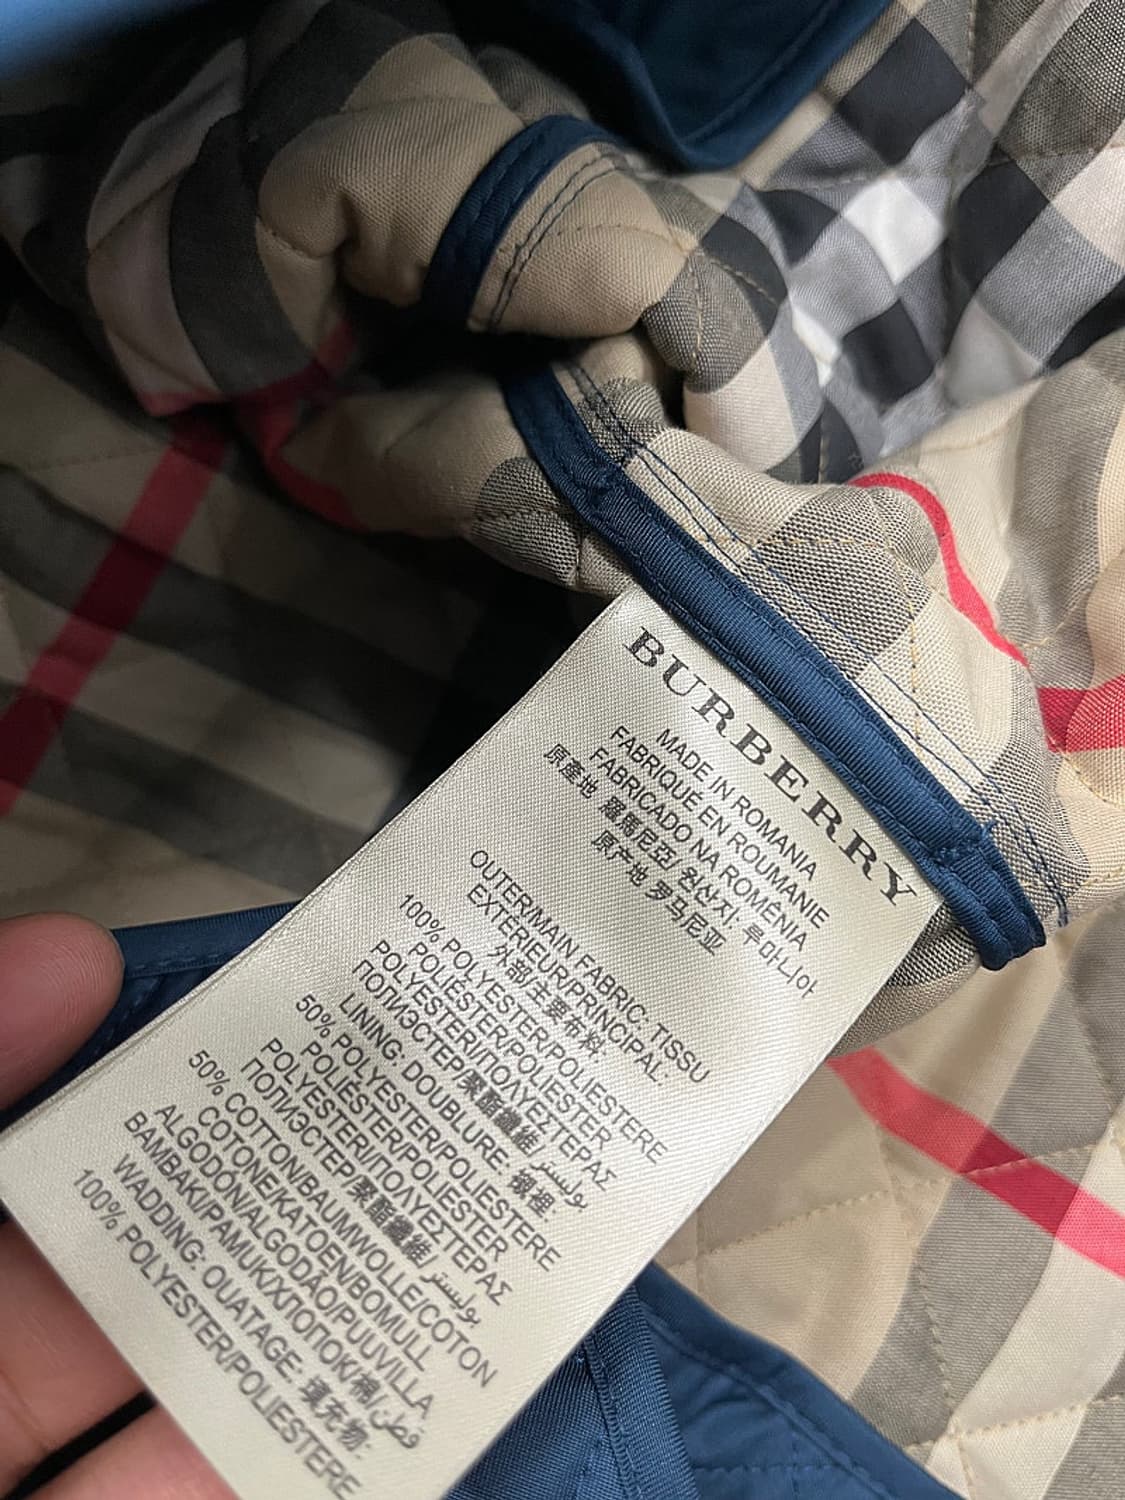 BURBERRY
MADE IN ROMANIA
FABRIQUE EN ROUMANIE
FABRICADO NA ROMÉNIA
原產地 羅馬尼亞/ 원산지: 루마니아
原产地 罗马尼亚
OUTER/MAIN FABRIC: TISSU
EXTÉRIEUR/PRINCIPAL:
外部/主要布料:
100% POLYESTER/POLIESTERE
POLIÉSTER/POLIESTER
POLYESTERI/ΠΟΛΥΕΣΤΕΡΑΣ
ПОЛИЭСТЕР/聚酯纖維/ بوليستر
LINING: DOUBLURE: 襯裡:
50% POLYESTER/POLIESTERE
POLIÉSTER/POLIESTER
POLYESTERI/ΠΟΛΥΕΣΤΕΡΑΣ
ПОЛИЭСТЕР/聚酯纖維/ بوليستر
50% COTTON/BAUMWOLLE/COTON
COTONE/KATOEN/BOMULL
ALGODÓN/ALGODÃO/PUUVILLA
BAMBAKI/PAMUK/ХЛОПОК/棉/قطن
WADDING: OUATAGE: 填充物:
100% POLYESTER/POLIESTERE